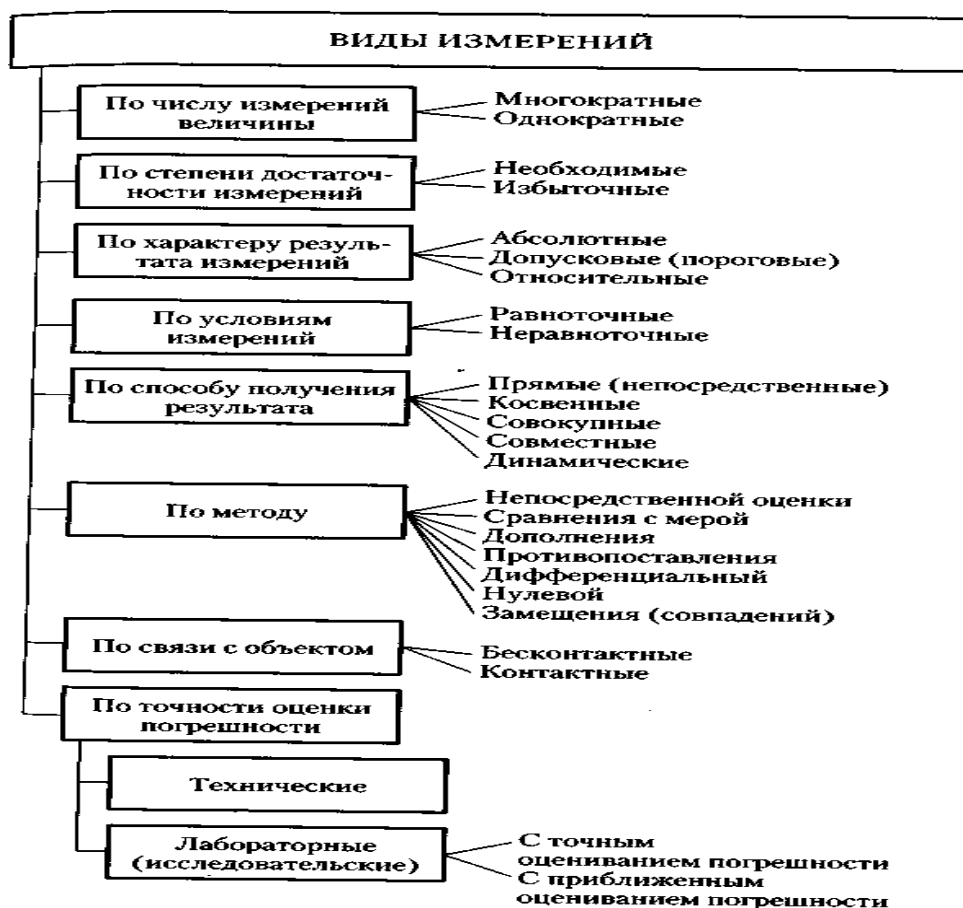 ВИДЫ ИЗМЕРЕНИЙ
По числу измерений
величины
Многократные
Однократные
По степени достаточ-
ности измерений
Необходимые
Избыточные
По характеру резуль-
тата измерений
Абсолютные
Допусковые (пороговые)
Относительные
По условиям
измерений
Равноточные
Неравноточные
По способу получения
результата
Прямые (непосредственные)
Косвенные
Совокупные
Совместные
Динамические
По методу
Непосредственной оценки
Сравнения с мерой
Дополнения
Противопоставления
Дифференциальный
Нулевой
Замещения (совпадений)
По связи с объектом
Бесконтактные
Контактные
По точности оценки
погрешности
Технические
Лабораторные
(исследовательские)
С точным
оцениванием погрешности
С приближенным
оцениванием погрешности